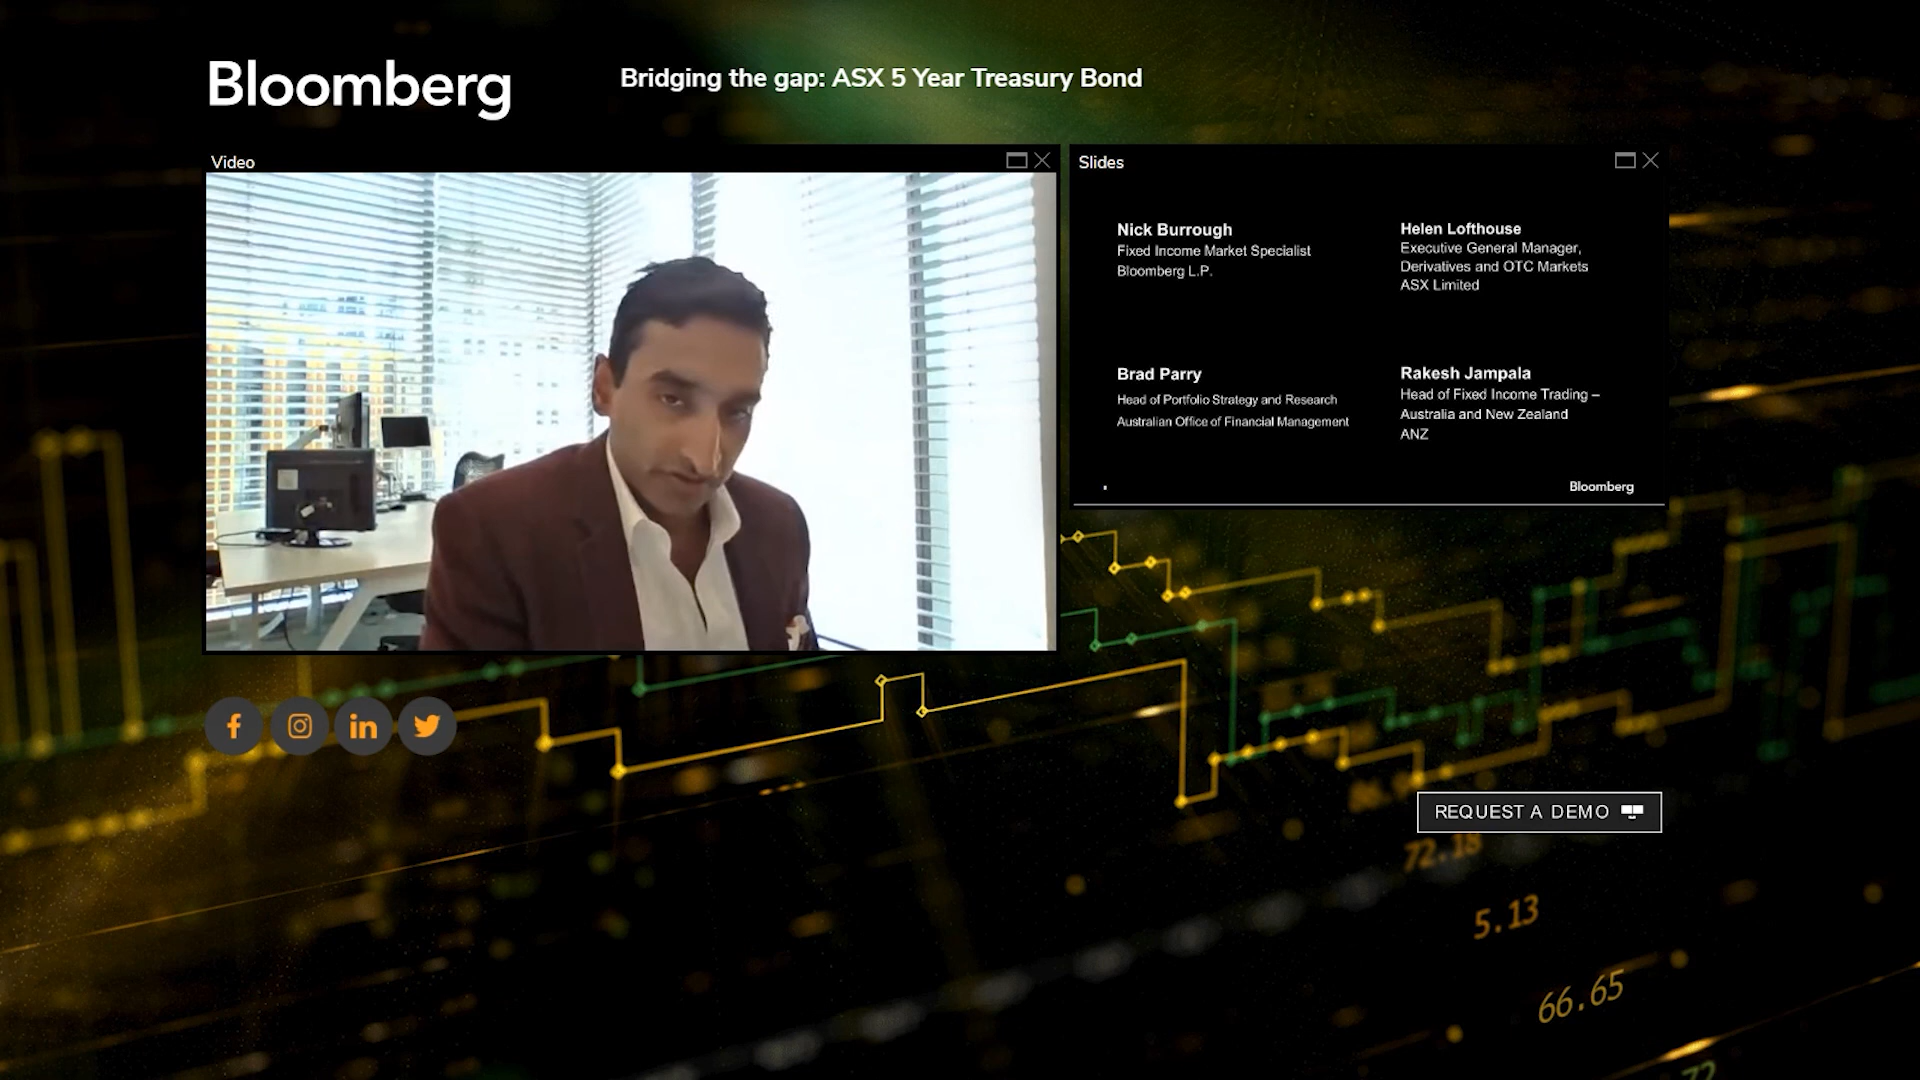 Bloomberg
Bridging the gap: ASX 5 Year Treasury Bond
Video
Slides
Nick Burrough
Fixed Income Market Specialist
Bloomberg L.P.
Helen Lofthouse
Executive General Manager,
Derivatives and OTC Markets
ASX Limited
Brad Parry
Head of Portfolio Strategy and Research
Australian Office of Financial Management
Rakesh Jampala
Head of Fixed Income Trading –
Australia and New Zealand
ANZ
Bloomberg
REQUEST A DEMO
72.18
5.13
66.65
72